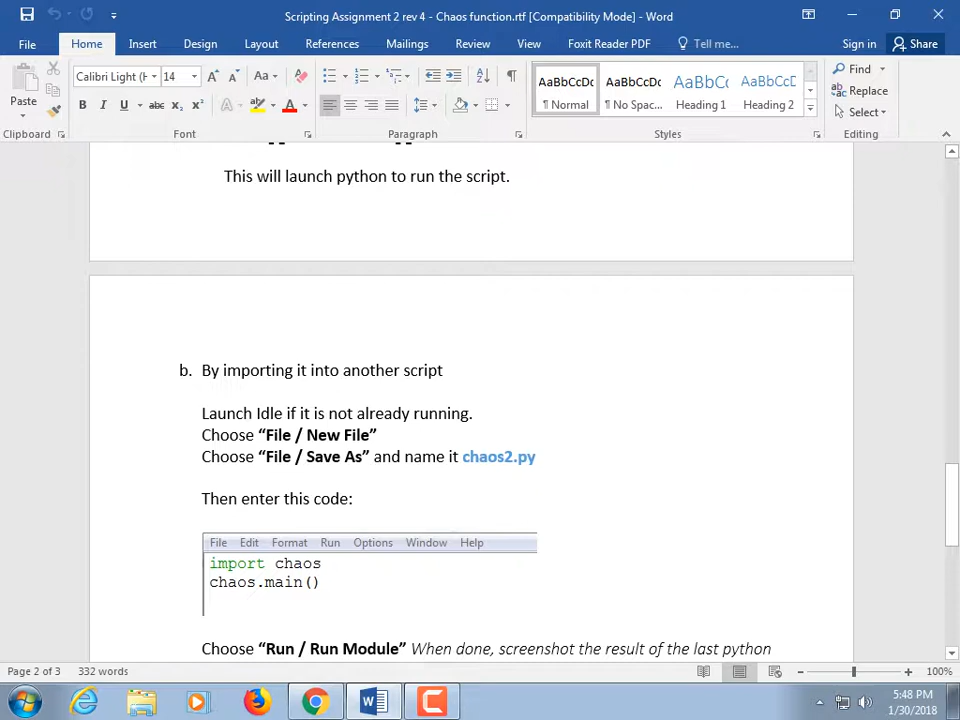 Scripting Assignment 2 rev 4 - Chaos function.rtf [Compatibility Mode] - Word
File Home Insert Design Layout References Mailings Review View Foxit Reader PDF Tell me... Sign in Share
Calibri Light (H 14 Aa
Paste B I U abc x₂ x² A A
AaBbCcDc AaBbCcDc AaBbCc AaBbCcD
¶ Normal ¶ No Spac... Heading 1 Heading 2
Find
Replace
Select
Clipboard Font Paragraph Styles Editing
This will launch python to run the script.
b. By importing it into another script
Launch Idle if it is not already running.
Choose “File / New File”
Choose “File / Save As” and name it chaos2.py
Then enter this code:
File Edit Format Run Options Window Help
import chaos
chaos.main()
Choose “Run / Run Module” When done, screenshot the result of the last python
Page 2 of 3 332 words 100%
5:48 PM
1/30/2018